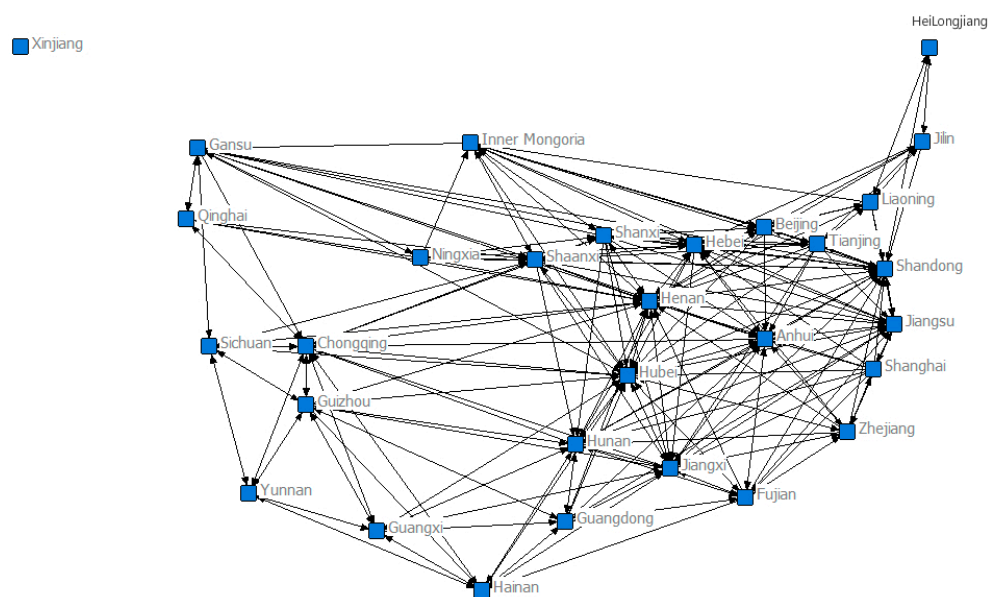 HeiLongjiang
Xinjiang
Jilin
Inner Mongoria
Gansu
Liaoning
Qinghai
Beijing
Shanxi
Hebei
Tianjing
Ningxia
Shaanxi
Shandong
Henan
Jiangsu
Anhui
Sichuan
Chongqing
Shanghai
Hubei
Guizhou
Zhejiang
Hunan
Jiangxi
Yunnan
Fujian
Guangdong
Guangxi
Hainan